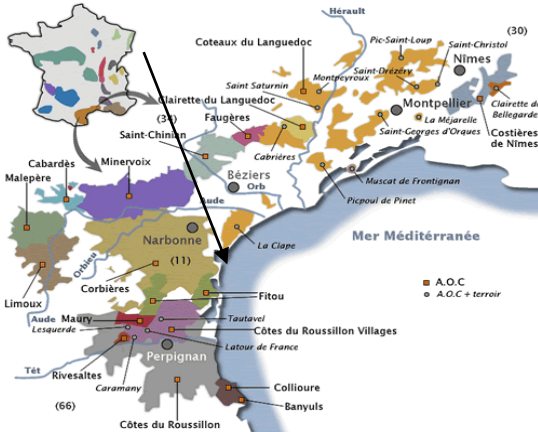 Hérault
(30)
Pic-Saint-Loup
Coteaux du Languedoc
Saint-Christol
Nîmes
Saint Saturnin
Montpeyroux
Saint-Drézery
Clairette du Languedoc
Montpellier
Clairette du
Bellegarde
Faugères
(34)
La Méjarelle
Saint-Chinian
Saint-Georges d'Orques
Costières
de Nîmes
Cabrières
Cabardès
Minervoix
Béziers
Orb
Muscat de Frontignan
Malepère
Picpoul de Pinet
Aude
Narbonne
Mer Méditérranée
La Clape
Orbieu
(11)
Corbières
A.O.C
A.O.C + terroir
Limoux
Fitou
Aude
Maury
Tautavel
Lesquerde
Côtes du Roussillon Villages
Latour de France
Perpignan
Têt
Rivesaltes
Caramany
Collioure
(66)
Banyuls
Côtes du Roussillon